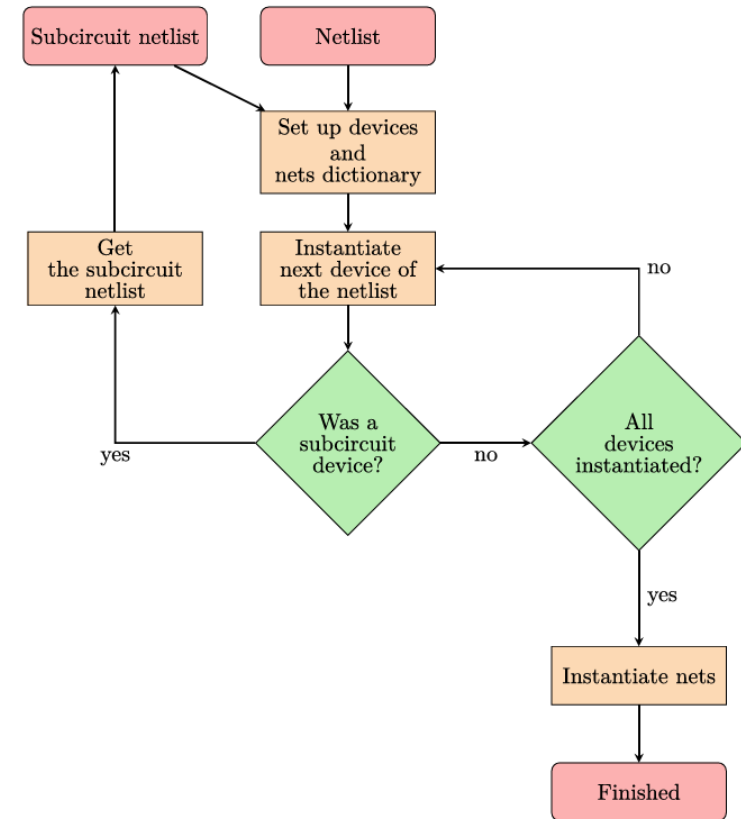 Subcircuit netlist
Netlist
Set up devices
and
nets dictionary
Get
the subcircuit
netlist
Instantiate
next device of
the netlist
no
Was a
subcircuit
device?
All
devices
instantiated?
yes
no
yes
Instantiate nets
Finished